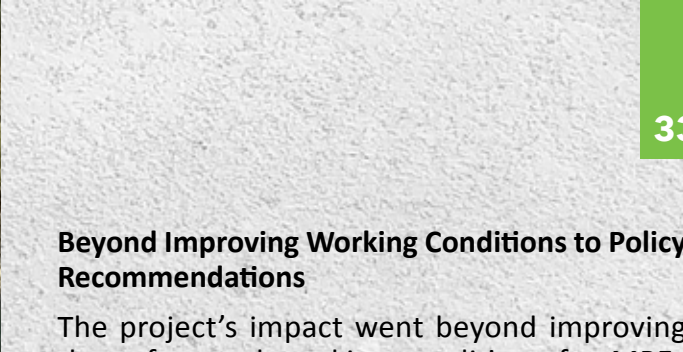 33
Beyond Improving Working Conditions to Policy
Recommendations
The project's impact went beyond improving